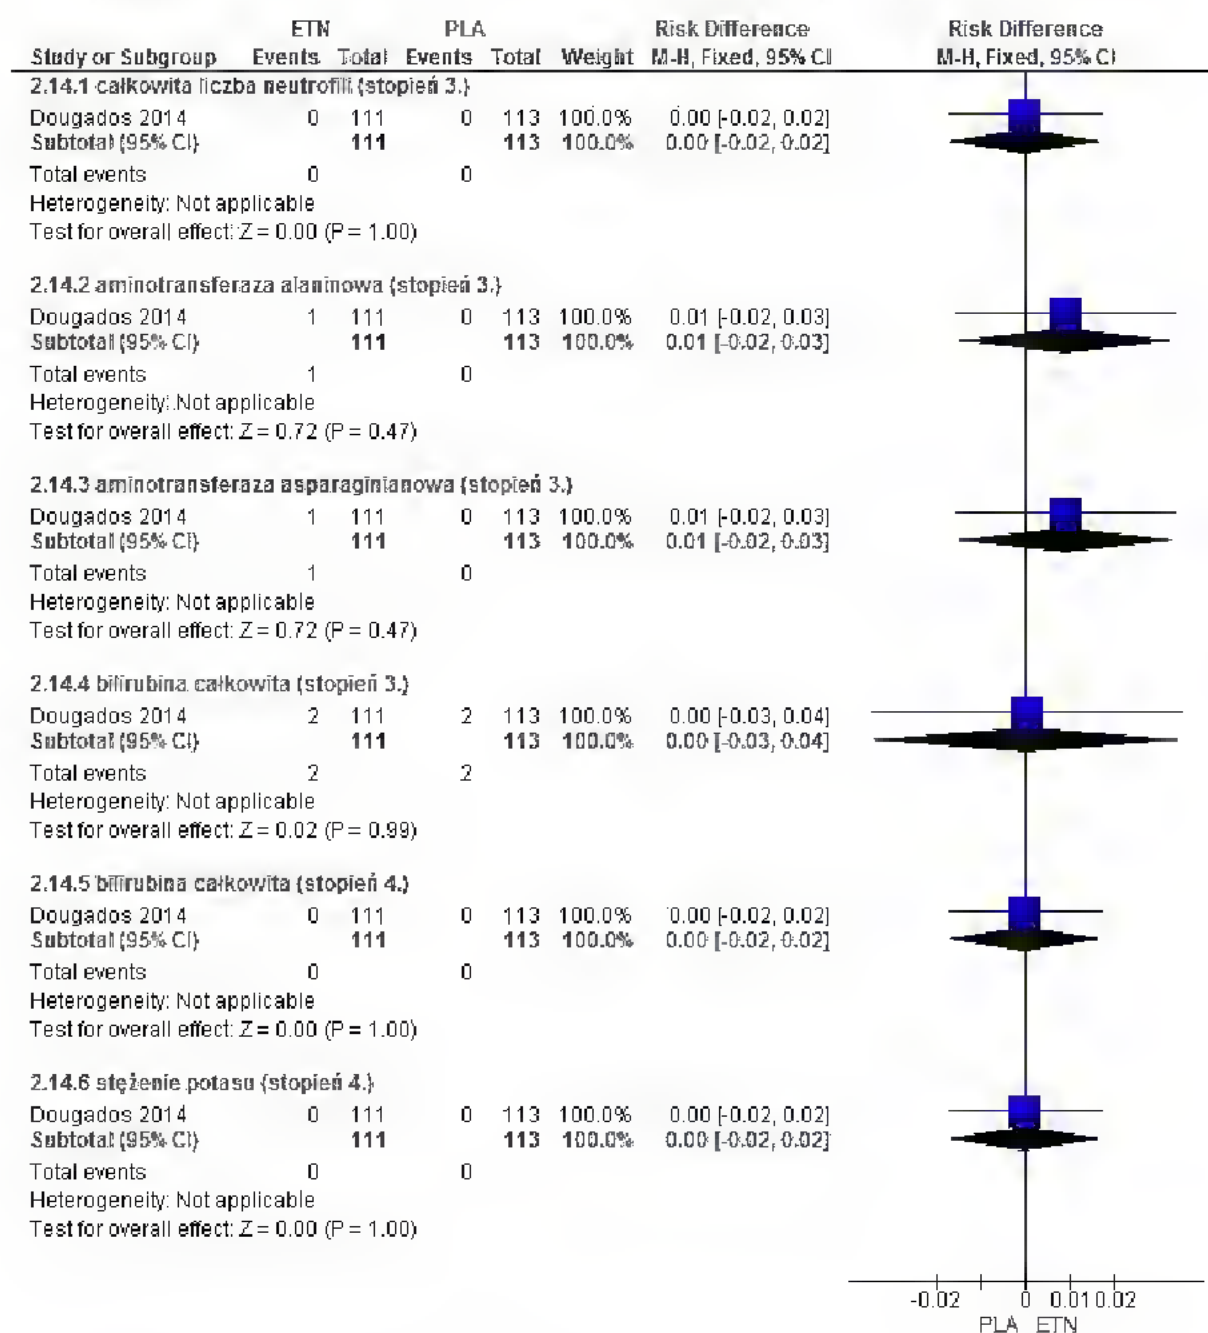 ETN PLA Risk Difference Risk Difference
Study or Subgroup Events Total Events Total Weight M-H, Fixed, 95% CI M-H, Fixed, 95% CI
2.14.1 całkowita liczba neutrofili (stopień 3.)
Dougados 2014 0 111 0 113 100.0% 0.00 [-0.02, 0.02]
Subtotal (95% CI) 111 113 100.0% 0.00 [-0.02, 0.02]
Total events 0 0
Heterogeneity: Not applicable
Test for overall effect: Z = 0.00 (P = 1.00)
2.14.2 aminotransferaza alaninowa (stopień 3.)
Dougados 2014 1 111 0 113 100.0% 0.01 [-0.02, 0.03]
Subtotal (95% CI) 111 113 100.0% 0.01 [-0.02, 0.03]
Total events 1 0
Heterogeneity: Not applicable
Test for overall effect: Z = 0.72 (P = 0.47)
2.14.3 aminotransferaza asparaginianowa (stopień 3.)
Dougados 2014 1 111 0 113 100.0% 0.01 [-0.02, 0.03]
Subtotal (95% CI) 111 113 100.0% 0.01 [-0.02, 0.03]
Total events 1 0
Heterogeneity: Not applicable
Test for overall effect: Z = 0.72 (P = 0.47)
2.14.4 bilirubina całkowita (stopień 3.)
Dougados 2014 2 111 2 113 100.0% 0.00 [-0.03, 0.04]
Subtotal (95% CI) 111 113 100.0% 0.00 [-0.03, 0.04]
Total events 2 2
Heterogeneity: Not applicable
Test for overall effect: Z = 0.02 (P = 0.99)
2.14.5 bilirubina całkowita (stopień 4.)
Dougados 2014 0 111 0 113 100.0% 0.00 [-0.02, 0.02]
Subtotal (95% CI) 111 113 100.0% 0.00 [-0.02, 0.02]
Total events 0 0
Heterogeneity: Not applicable
Test for overall effect: Z = 0.00 (P = 1.00)
2.14.6 stężenie potasu (stopień 4.)
Dougados 2014 0 111 0 113 100.0% 0.00 [-0.02, 0.02]
Subtotal (95% CI) 111 113 100.0% 0.00 [-0.02, 0.02]
Total events 0 0
Heterogeneity: Not applicable
Test for overall effect: Z = 0.00 (P = 1.00)
-0.02 0 0.01 0.02
PLA ETN